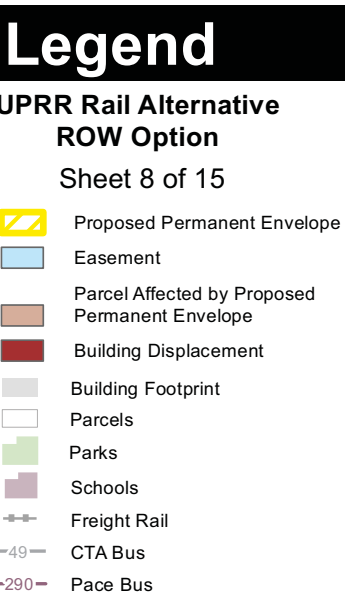 Legend
UPRR Rail Alternative
ROW Option
Sheet 8 of 15
Proposed Permanent Envelope
Easement
Parcel Affected by Proposed
Permanent Envelope
Building Displacement
Building Footprint
Parcels
Parks
Schools
Freight Rail
49 CTA Bus
290 Pace Bus